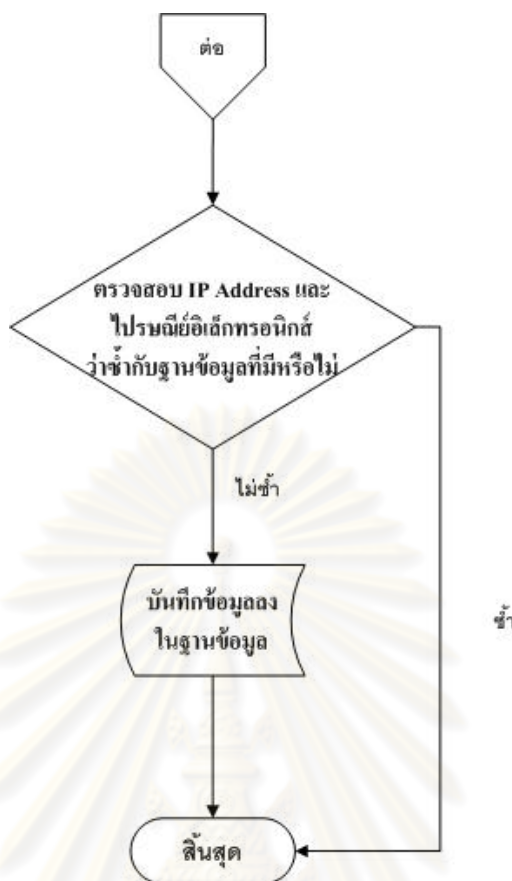 ต่อ
ตรวจสอบ IP Address และ
ไปรษณีย์อิเล็กทรอนิกส์
ว่าซ้ำกับฐานข้อมูลที่มีหรือไม่
ไม่ซ้ำ
บันทึกข้อมูลลง
ในฐานข้อมูล
ซ้ำ
สิ้นสุด